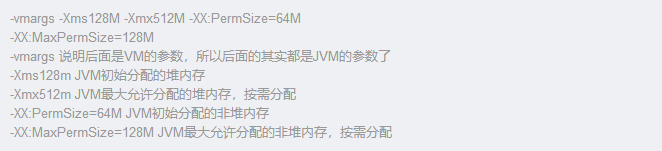 -vmargs -Xms128M -Xmx512M -XX:PermSize=64M
-XX:MaxPermSize=128M
-vmargs 说明后面是VM的参数，所以后面的其实都是JVM的参数了
-Xms128m JVM初始分配的堆内存
-Xmx512m JVM最大允许分配的堆内存，按需分配
-XX:PermSize=64M JVM初始分配的非堆内存
-XX:MaxPermSize=128M JVM最大允许分配的非堆内存，按需分配